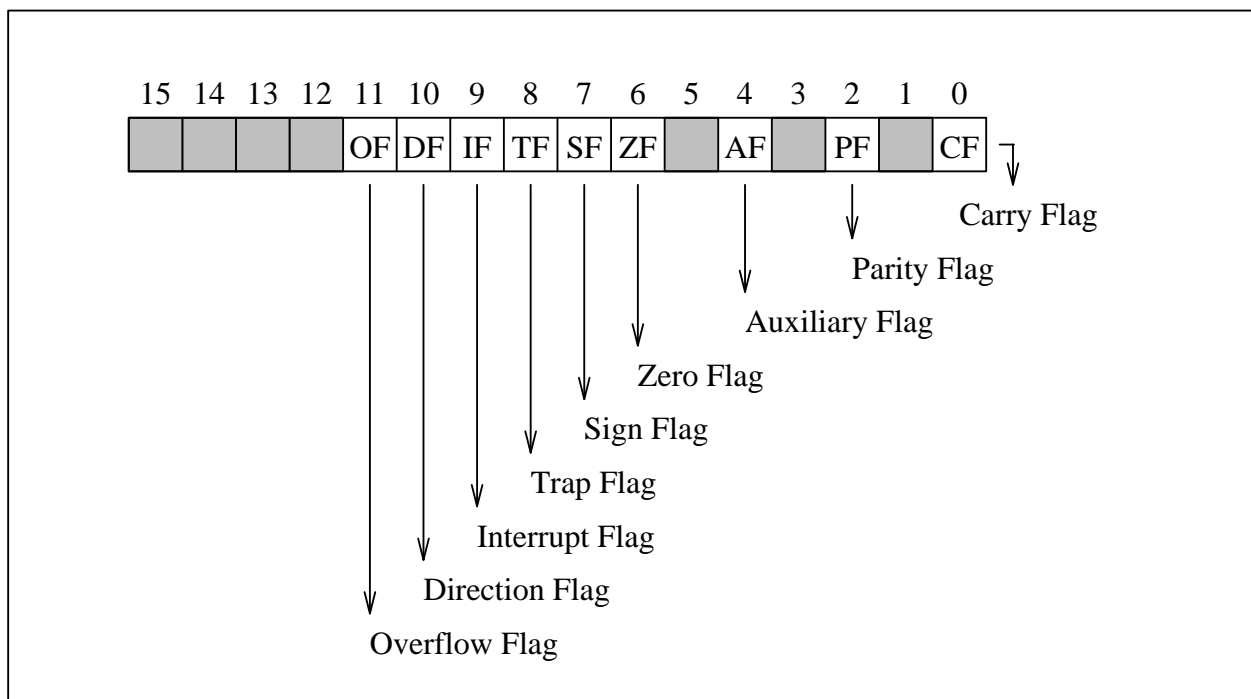 15 14 13 12 11 10 9 8 7 6 5 4 3 2 1 0
OF DF IF TF SF ZF AF PF CF
Carry Flag
Parity Flag
Auxiliary Flag
Zero Flag
Sign Flag
Trap Flag
Interrupt Flag
Direction Flag
Overflow Flag